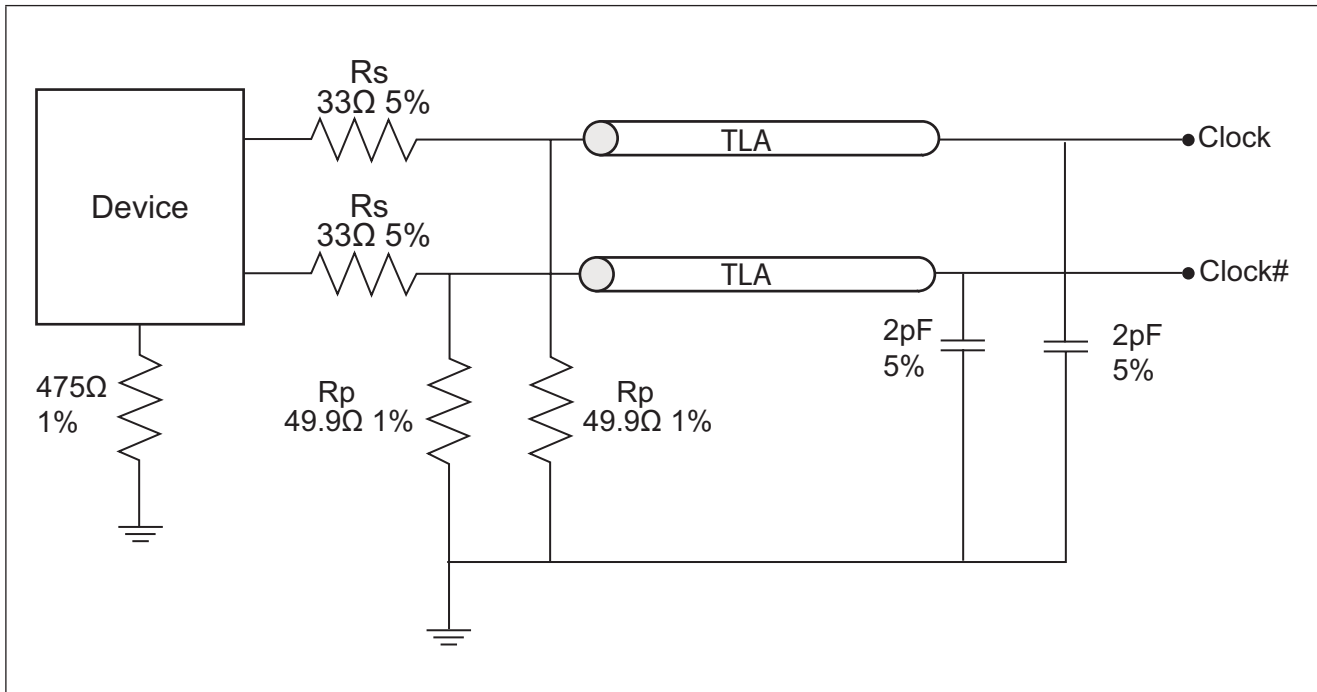 Rs
33Ω 5%
TLA
Clock
Device
Rs
33Ω 5%
TLA
Clock#
475Ω
1%
Rp
49.9Ω 1%
Rp
49.9Ω 1%
2pF
5%
2pF
5%